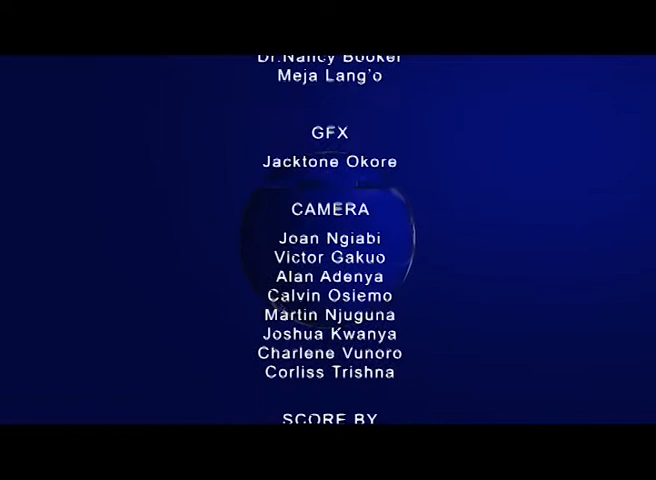 Dr.Nancy Booker
Meja Lang'o
GFX
Jacktone Okore
CAMERA
Joan Ngiabi
Victor Gakuo
Alan Adenya
Calvin Osiemo
Martin Njuguna
Joshua Kwanya
Charlene Vunoro
Corliss Trishna
SCORE BY